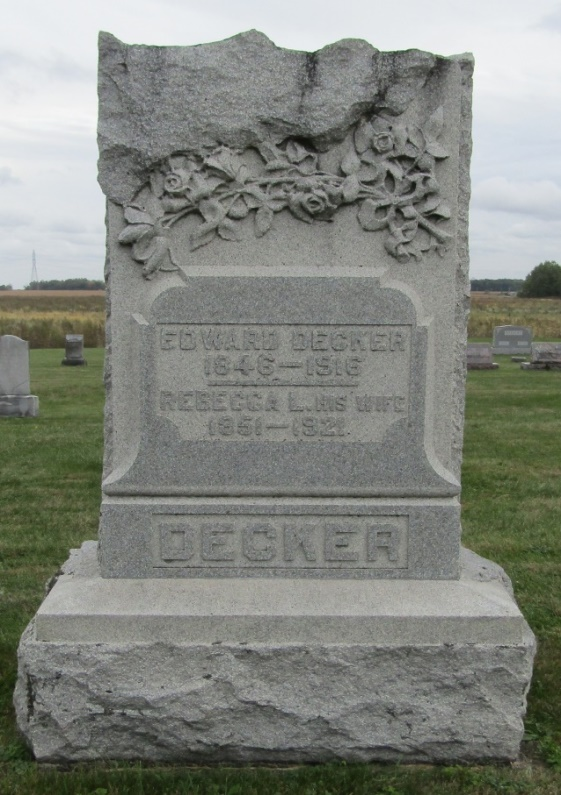 EDWARD DECKER
1846-1916
REBECCA L. HIS WIFE
1851-1921
DECKER